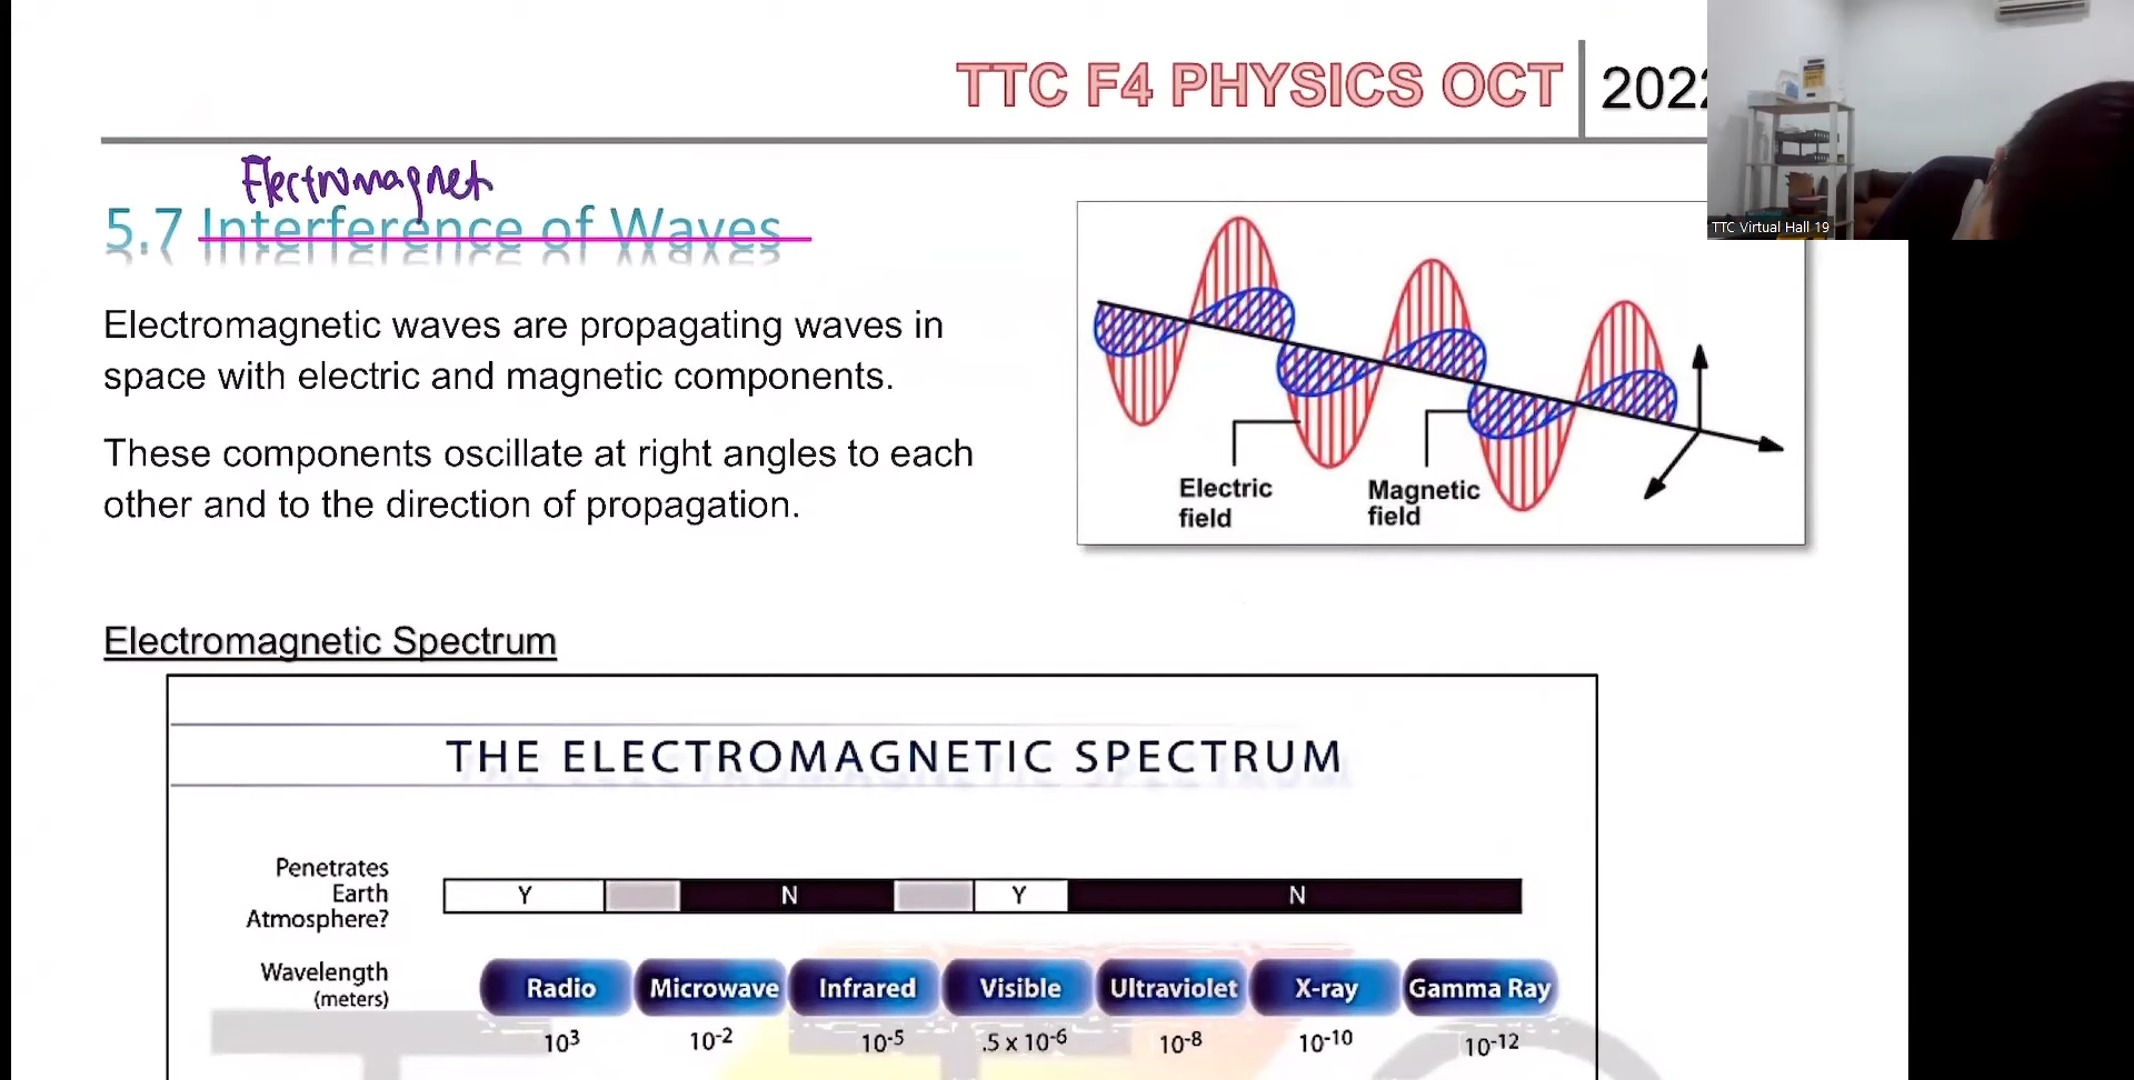 TTC F4 PHYSICS OCT 2022
TTC Virtual Hall 19
Electromagnet
5.7 Interference of Waves
Electromagnetic waves are propagating waves in
space with electric and magnetic components.
These components oscillate at right angles to each
other and to the direction of propagation.
Electric
field
Magnetic
field
Electromagnetic Spectrum
THE ELECTROMAGNETIC SPECTRUM
Penetrates
Earth
Atmosphere?
Y N Y N
Wavelength
(meters)
Radio Microwave Infrared Visible Ultraviolet X-ray Gamma Ray
10³ 10⁻² 10⁻⁵ .5 x 10⁻⁶ 10⁻⁸ 10⁻¹⁰ 10⁻¹²